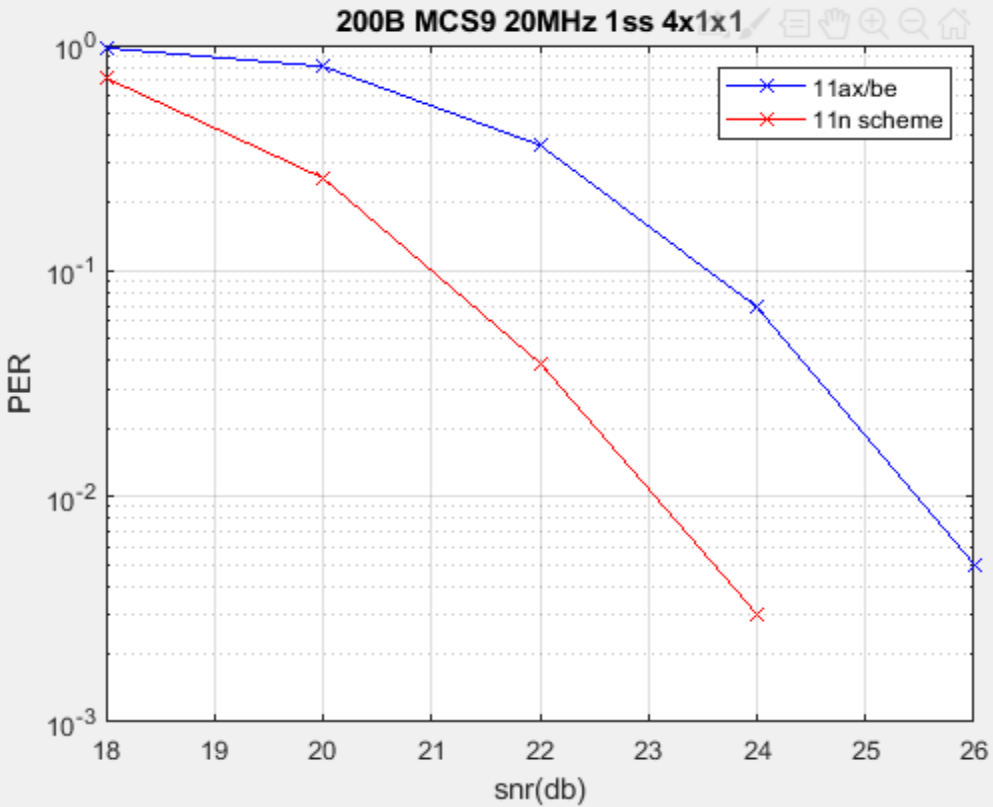 200B MCS9 20MHz 1ss 4x1x1
11ax/be
11n scheme
10^0
10^-1
10^-2
10^-3
PER
18 19 20 21 22 23 24 25 26
snr(db)